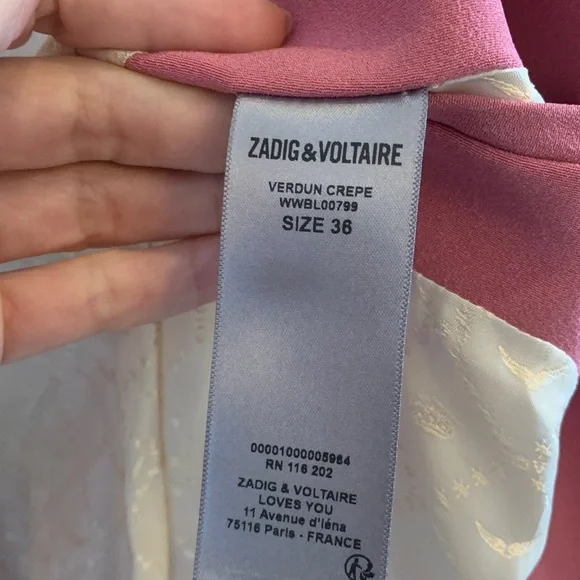 ZADIG & VOLTAIRE
VERDUN CREPE
WWBL00799
SIZE 36
00001000005984
RN 116 202
ZADIG & VOLTAIRE
LOVES YOU
11 Avenue d'Iéna
75116 Paris - FRANCE